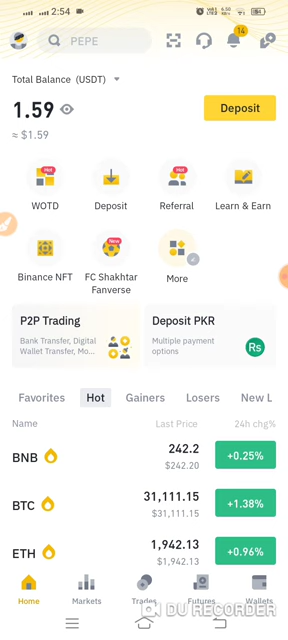 2:54
14
PEPE
Total Balance (USDT)
1.59
≈ $1.59
Deposit
Hot
Hot
WOTD
Deposit
Referral
Learn & Earn
New
Binance NFT
FC Shakhtar
Fanverse
More
P2P Trading
Bank Transfer, Digital
Wallet Transfer, Mo...
Deposit PKR
Multiple payment
options
Rs
Favorites Hot Gainers Losers New L
Name Last Price 24h chg%
BNB 242.2 +0.25%
$242.20
BTC 31,111.15 +1.38%
$31,111.15
ETH 1,942.13 +0.96%
$1,942.13
Home Markets Trades Futures Wallets
DU RECORDER